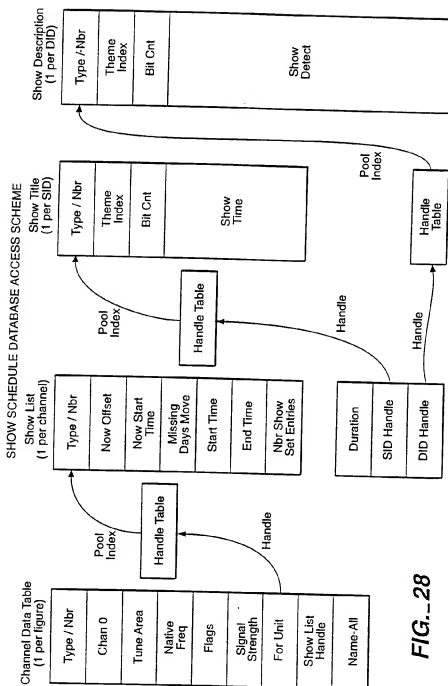 SHOW SCHEDULE DATABASE ACCESS SCHEME
Channel Data Table
(1 per figure)
Type / Nbr
Chan 0
Tune Area
Native
Freq
Flags
Signal
Strength
For Unit
Show List
Handle
Name-All
Handle
Handle Table
Pool
Index
Show List
(1 per channel)
Type / Nbr
Now Offset
Now Start
Time
Missing
Days Move
Start Time
End Time
Nbr Show
Set Entries
Duration
SID Handle
DID Handle
Handle
Handle Table
Pool
Index
Show Title
(1 per SID)
Type / Nbr
Theme
Index
Bit Cnt
Show
Time
Handle
Handle
Table
Pool
Index
Show Description
(1 per DID)
Type /·Nbr
Theme
Index
Bit Cnt
Show
Detect
FIG._28